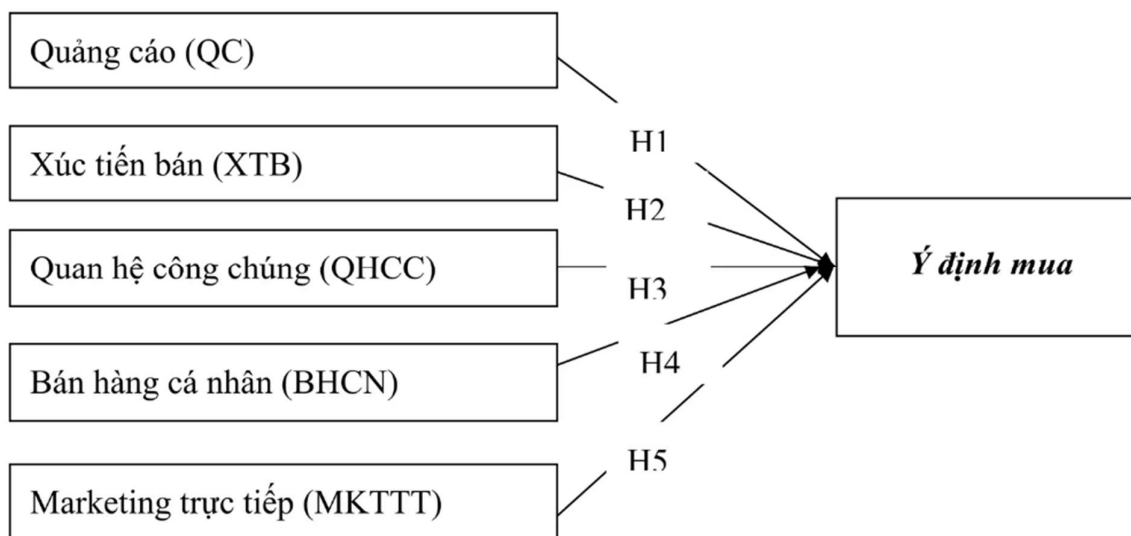 Quảng cáo (QC)
H1
Xúc tiến bán (XTB)
H2
Quan hệ công chúng (QHCC)
Ý định mua
H3
Bán hàng cá nhân (BHCN)
H4
H5
Marketing trực tiếp (MKTTT)